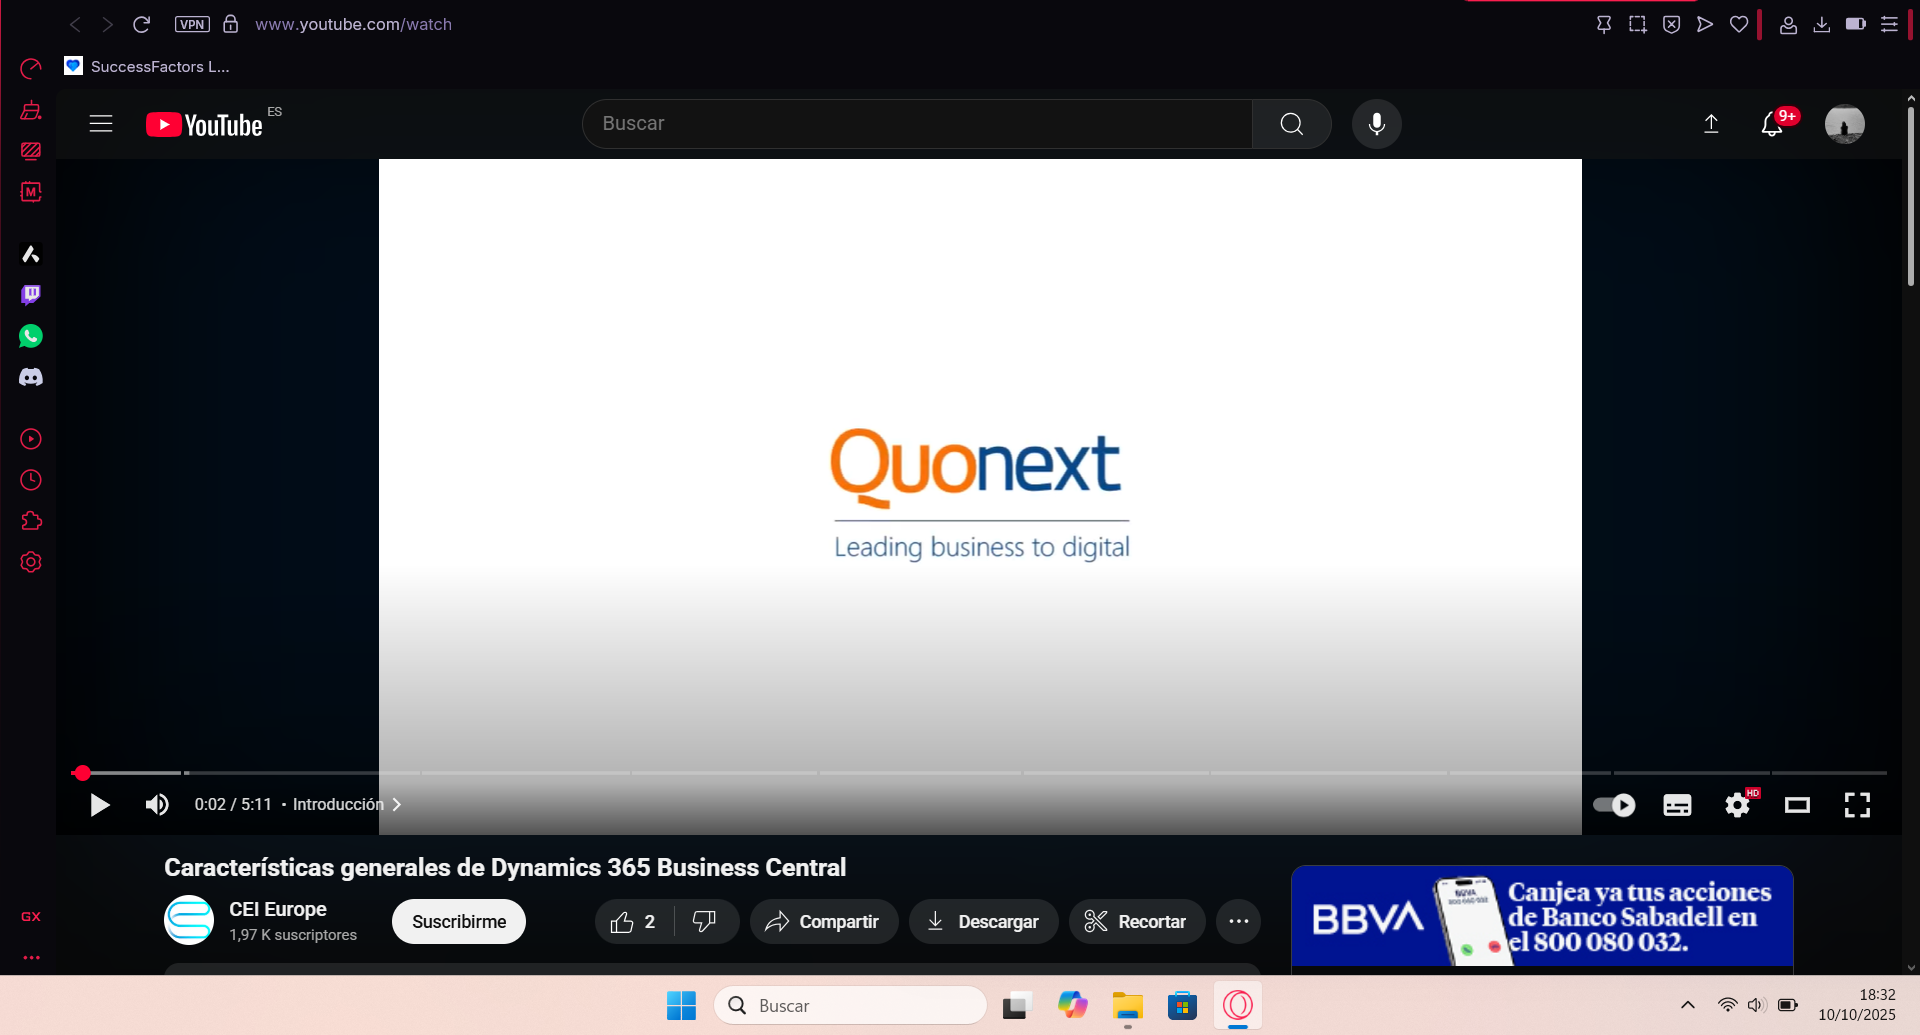 VPN
www.youtube.com/watch
SuccessFactors L...
M
YouTube
ES
Buscar
9+
Quonext
Leading business to digital
0:02 / 5:11 • Introducción
HD
Características generales de Dynamics 365 Business Central
CEI Europe
1,97 K suscriptores
Suscribirme
2
Compartir
Descargar
Recortar
BBVA
Canjea ya tus acciones
de Banco Sabadell en
el 800 080 032.
GX
Buscar
18:32
10/10/2025